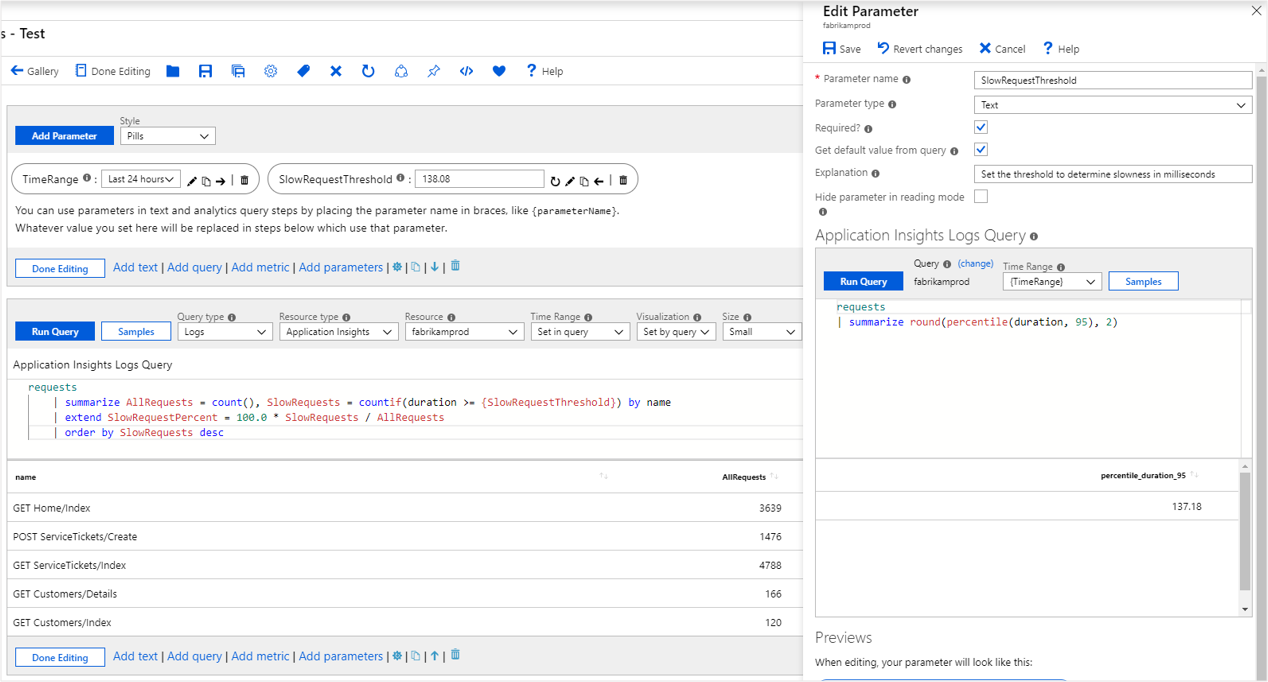 s - Test
Gallery Done Editing Help
Style
Add Parameter Pills
TimeRange : Last 24 hours SlowRequestThreshold : 138.08
You can use parameters in text and analytics query steps by placing the parameter name in braces, like {parameterName}.
Whatever value you set here will be replaced in steps below which use that parameter.
Done Editing Add text | Add query | Add metric | Add parameters
Query type Resource type Resource Time Range Visualization Size
Run Query Samples Logs Application Insights fabrikamprod Set in query Set by query Small
Application Insights Logs Query
requests
| summarize AllRequests = count(), SlowRequests = countif(duration >= {SlowRequestThreshold}) by name
| extend SlowRequestPercent = 100.0 * SlowRequests / AllRequests
| order by SlowRequests desc
name AllRequests
GET Home/Index 3639
POST ServiceTickets/Create 1476
GET ServiceTickets/Index 4788
GET Customers/Details 166
GET Customers/Index 120
Done Editing Add text | Add query | Add metric | Add parameters
Edit Parameter
fabrikamprod
Save Revert changes Cancel ? Help
* Parameter name SlowRequestThreshold
Parameter type Text
Required?
Get default value from query
Explanation Set the threshold to determine slowness in milliseconds
Hide parameter in reading mode
Application Insights Logs Query
Query (change) Time Range
Run Query fabrikamprod {TimeRange} Samples
requests
| summarize round(percentile(duration, 95), 2)
percentile_duration_95
137.18
Previews
When editing, your parameter will look like this: